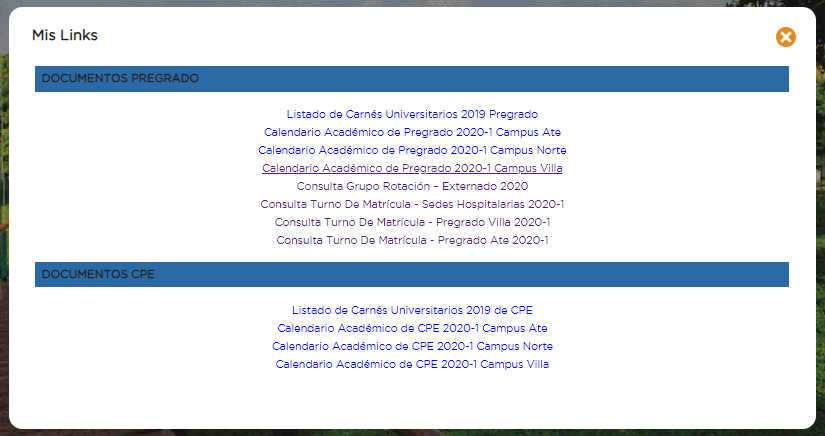 Mis Links
DOCUMENTOS PREGRADO
Listado de Carnés Universitarios 2019 Pregrado
Calendario Académico de Pregrado 2020-1 Campus Ate
Calendario Académico de Pregrado 2020-1 Campus Norte
Calendario Académico de Pregrado 2020-1 Campus Villa
Consulta Grupo Rotación – Externado 2020
Consulta Turno De Matrícula - Sedes Hospitalarias 2020-1
Consulta Turno De Matrícula - Pregrado Villa 2020-1
Consulta Turno De Matrícula - Pregrado Ate 2020-1
DOCUMENTOS CPE
Listado de Carnés Universitarios 2019 de CPE
Calendario Académico de CPE 2020-1 Campus Ate
Calendario Académico de CPE 2020-1 Campus Norte
Calendario Académico de CPE 2020-1 Campus Villa